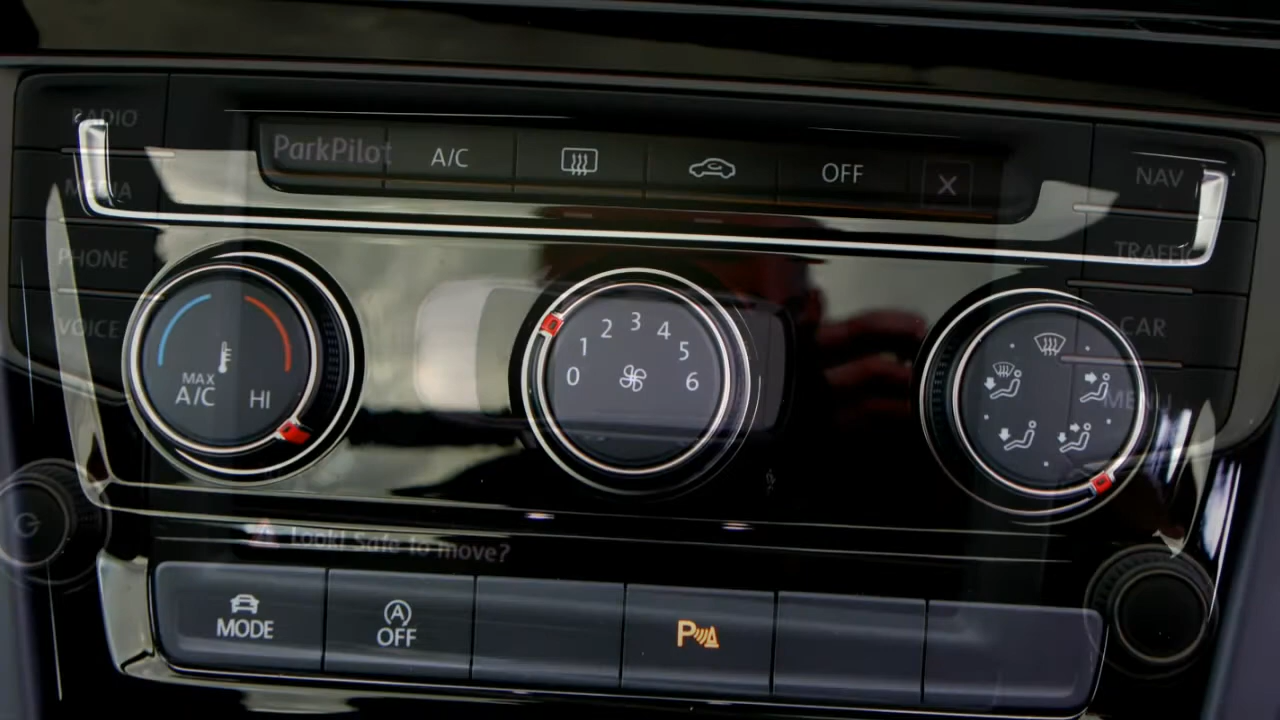 RADIO
ParkPilot A/C OFF X NAV
MEDIA
PHONE TRAFFIC
VOICE CAR
MENU
0 1 2 3 4 5 6
MAX
A/C HI
Look! Safe to move?
MODE
A
OFF
P